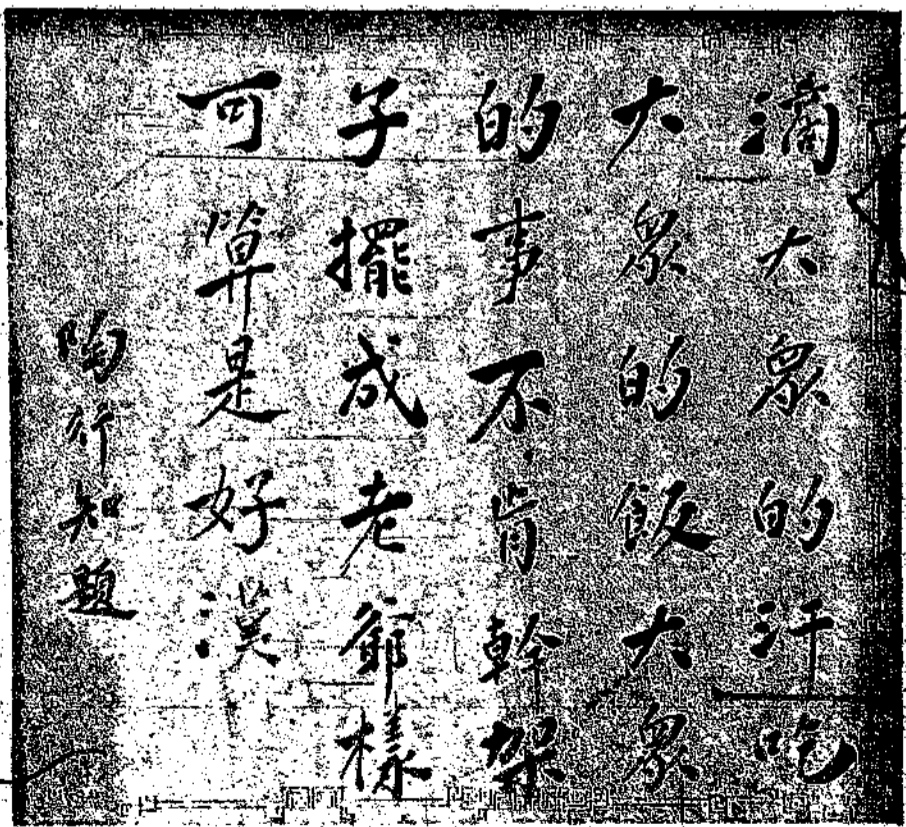 滴大眾的汗吃
大眾的飯大眾
的事不肯幹架
子擺成老爺樣
可算是好漢
陶行知題